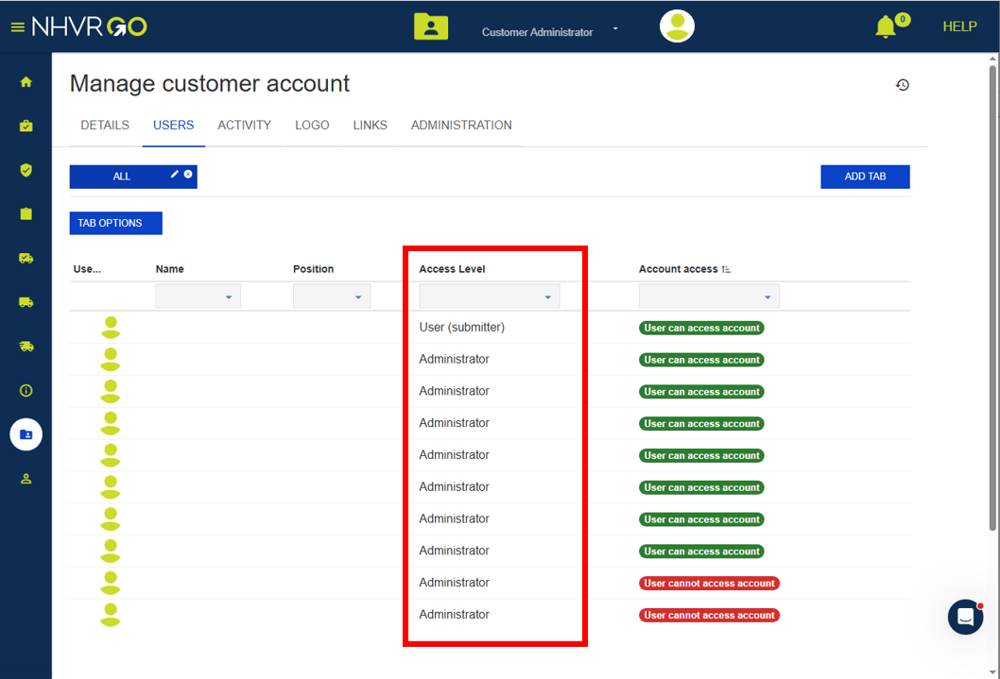 NHVR GO
Customer Administrator
0
HELP
Manage customer account
DETAILS USERS ACTIVITY LOGO LINKS ADMINISTRATION
ALL
ADD TAB
TAB OPTIONS
Use... Name Position Access Level Account access
User (submitter) User can access account
Administrator User can access account
Administrator User can access account
Administrator User can access account
Administrator User can access account
Administrator User can access account
Administrator User can access account
Administrator User can access account
Administrator User cannot access account
Administrator User cannot access account